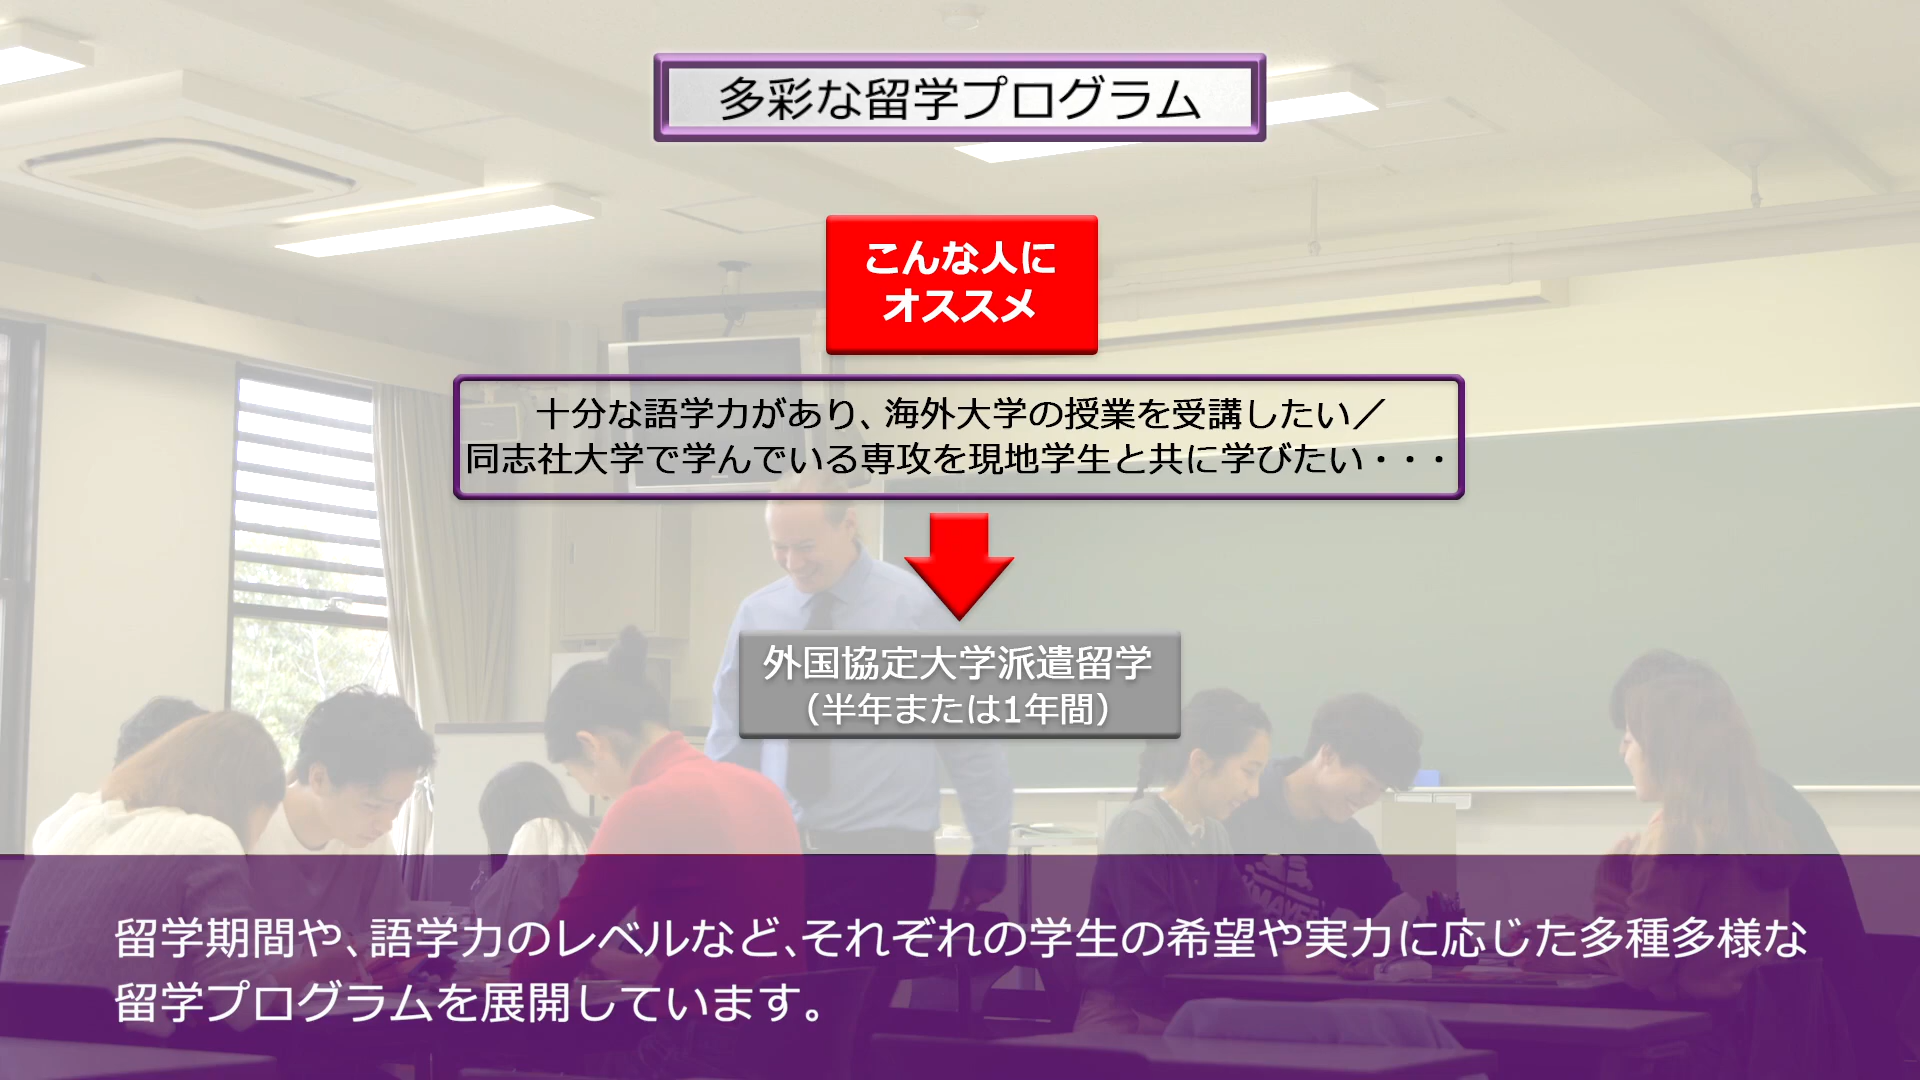 多彩な留学プログラム
こんな人に
オススメ
十分な語学力があり、海外大学の授業を受講したい／
同志社大学で学んでいる専攻を現地学生と共に学びたい・・・
外国協定大学派遣留学
（半年または1年間）
留学期間や、語学力のレベルなど、それぞれの学生の希望や実力に応じた多種多様な
留学プログラムを展開しています。